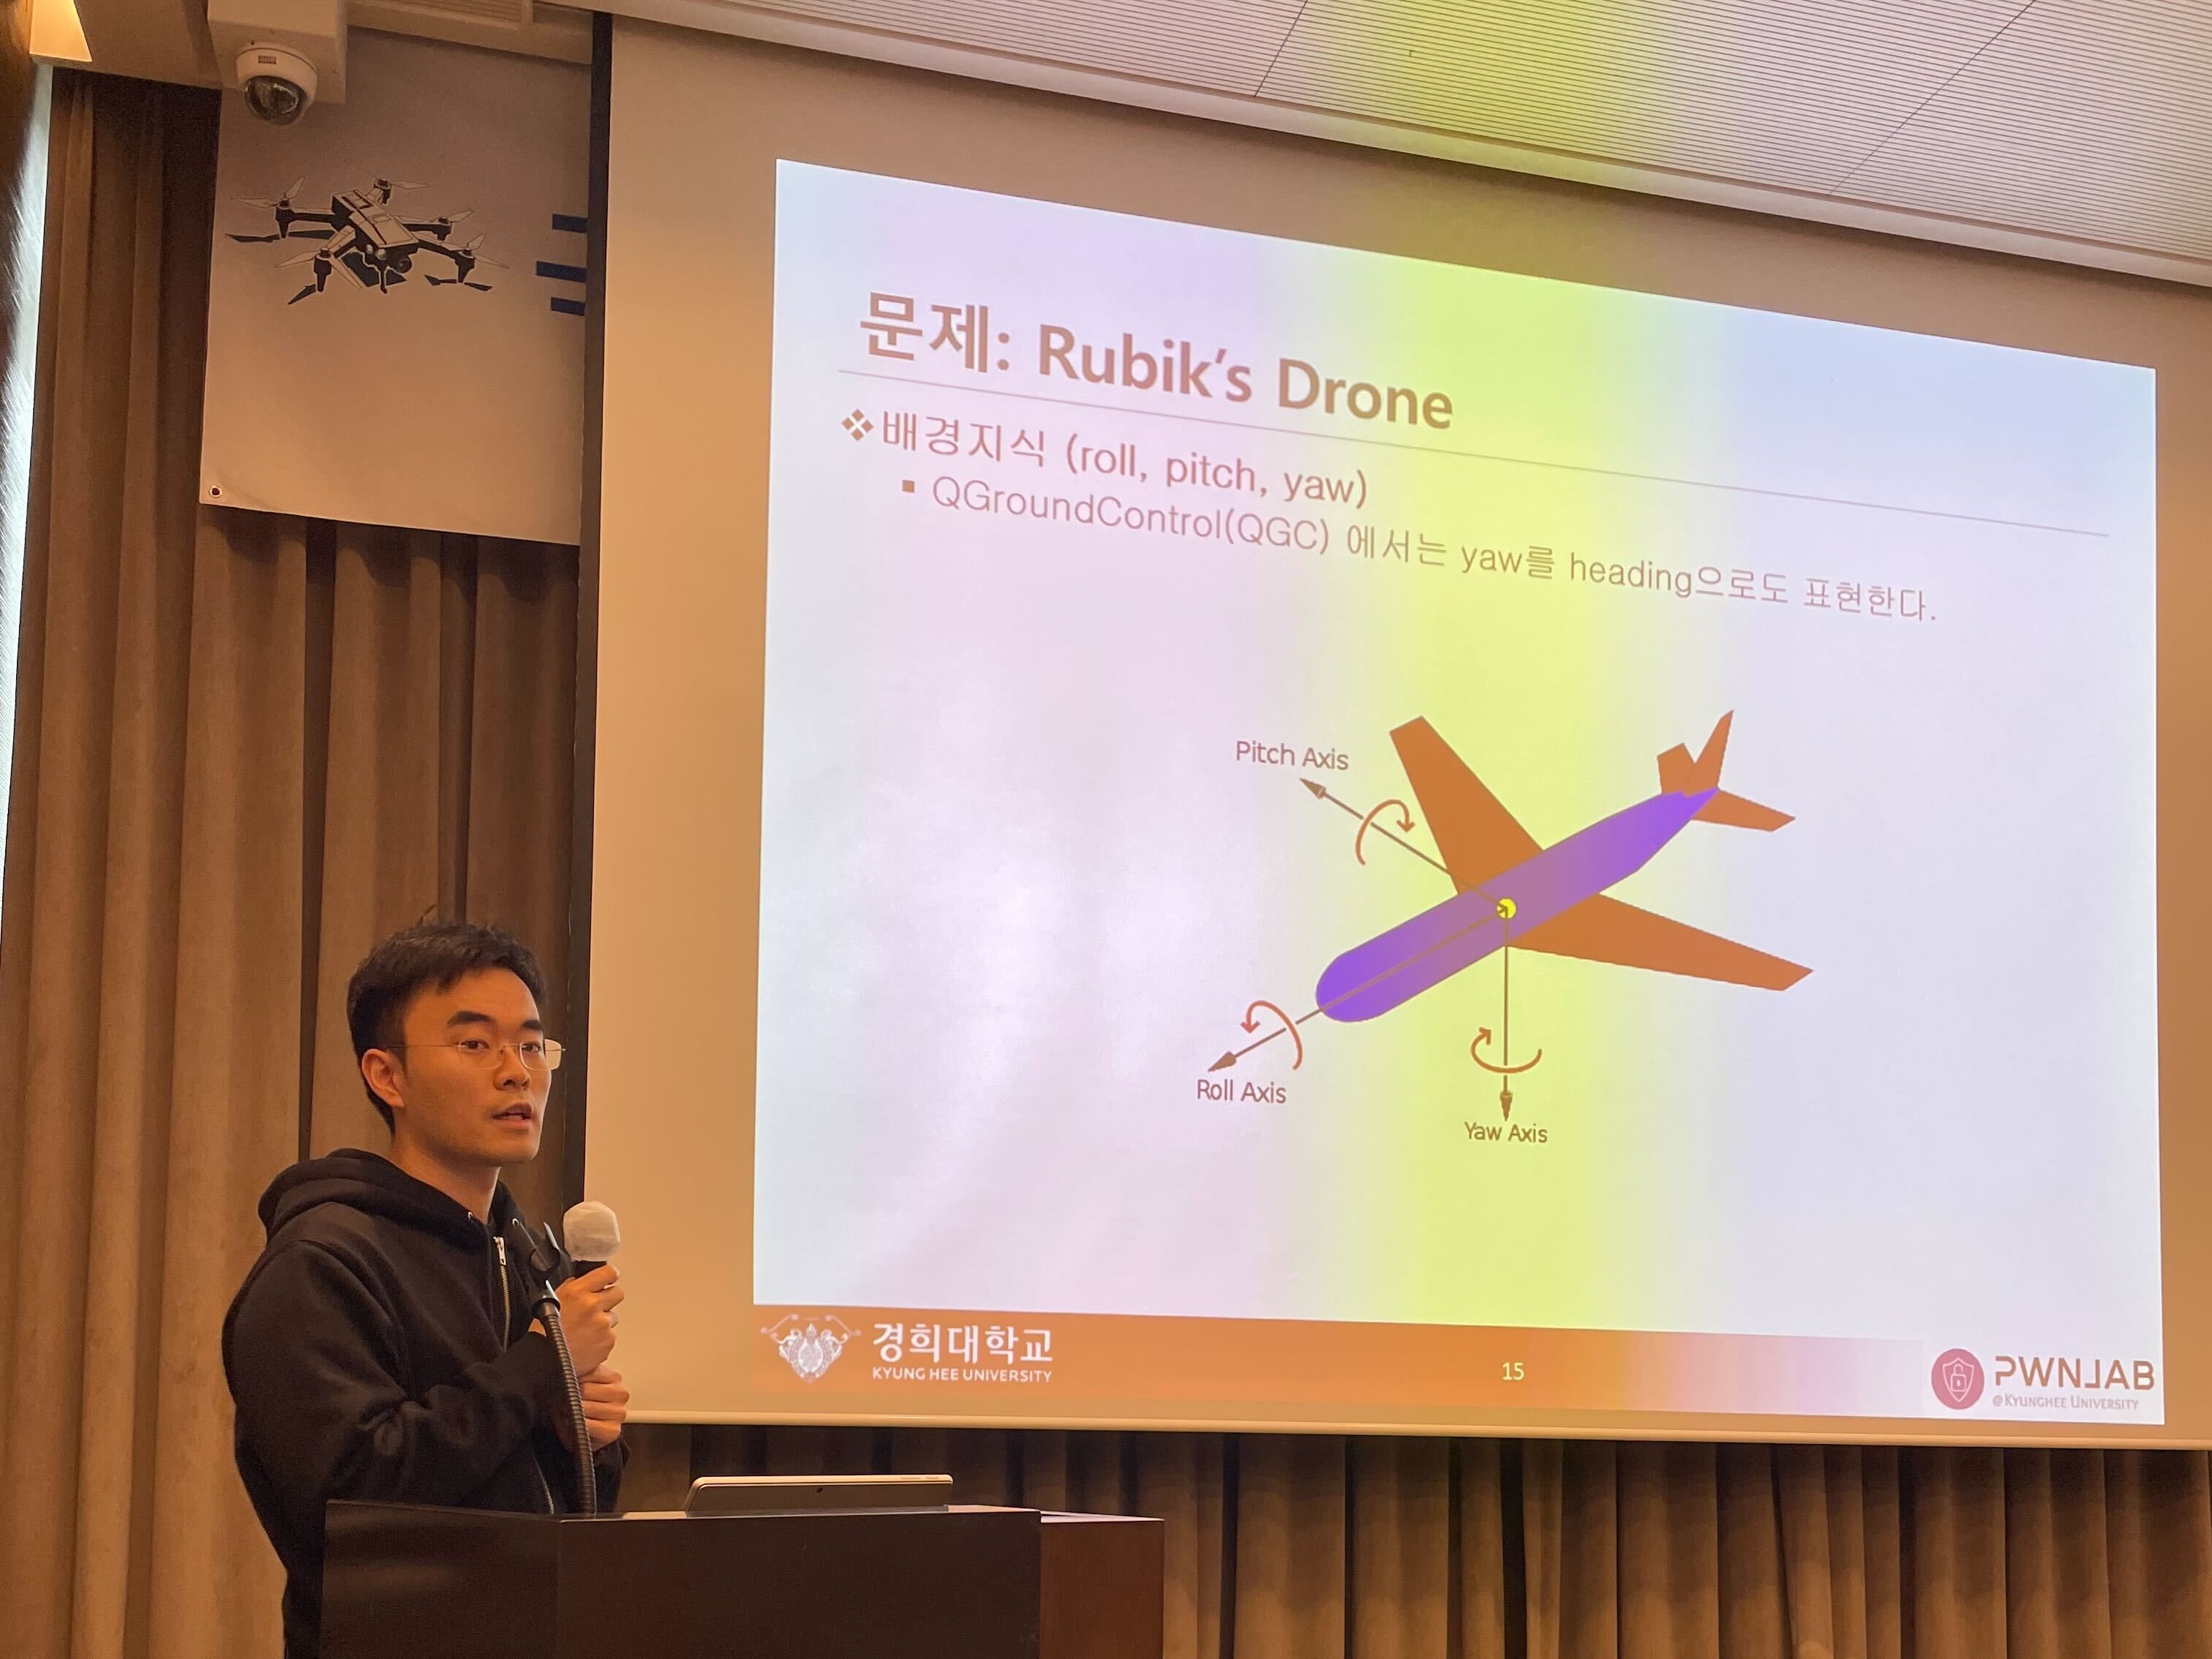 문제: Rubik's Drone
❖배경지식 (roll, pitch, yaw)
▪ QGroundControl(QGC) 에서는 yaw를 heading으로도 표현한다.
Pitch Axis
Roll Axis
Yaw Axis
경희대학교
KYUNG HEE UNIVERSITY
15
PWNLAB
@KYUNGHEE UNIVERSITY